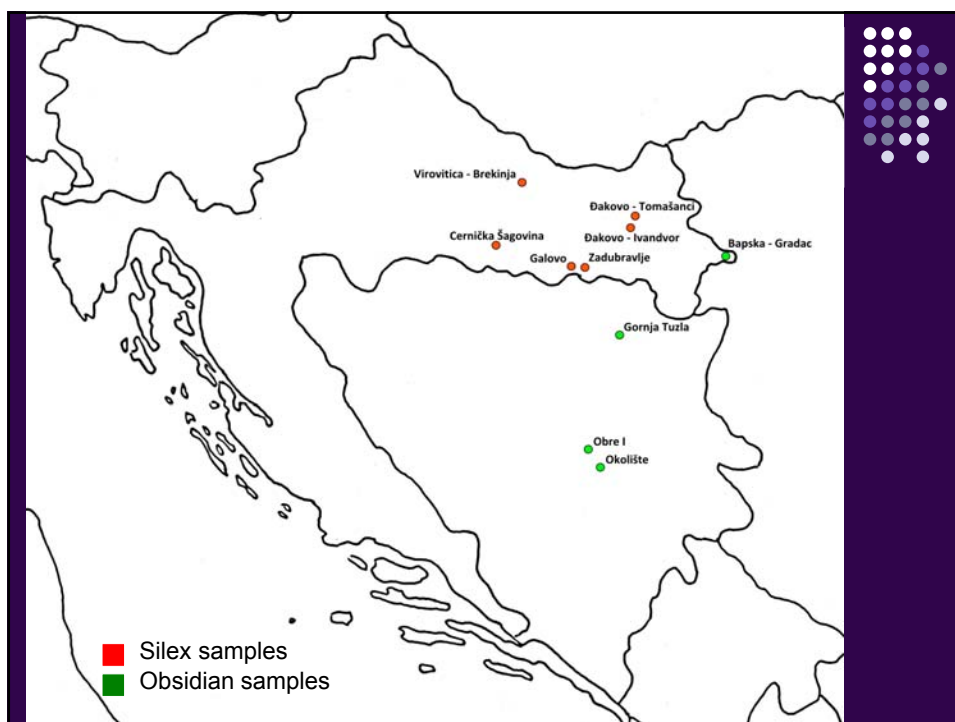 Virovitica - Brekinja
Đakovo - Tomašanci
Đakovo - Ivandvor
Cernička Šagovina
Bapska - Gradac
Galovo
Zadubravlje
Gornja Tuzla
Obre I
Okolište
Silex samples
Obsidian samples